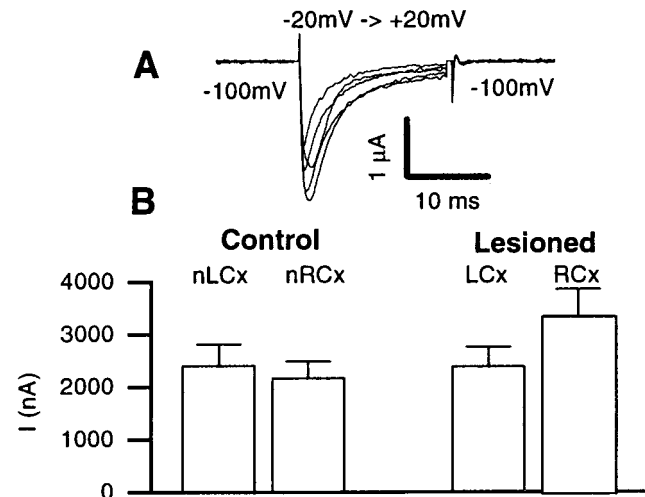 -20mV -> +20mV
A
-100mV
-100mV
1 μA
10 ms
B
Control
Lesioned
nLCx
nRCx
LCx
RCx
4000
3000
2000
1000
0
I (nA)